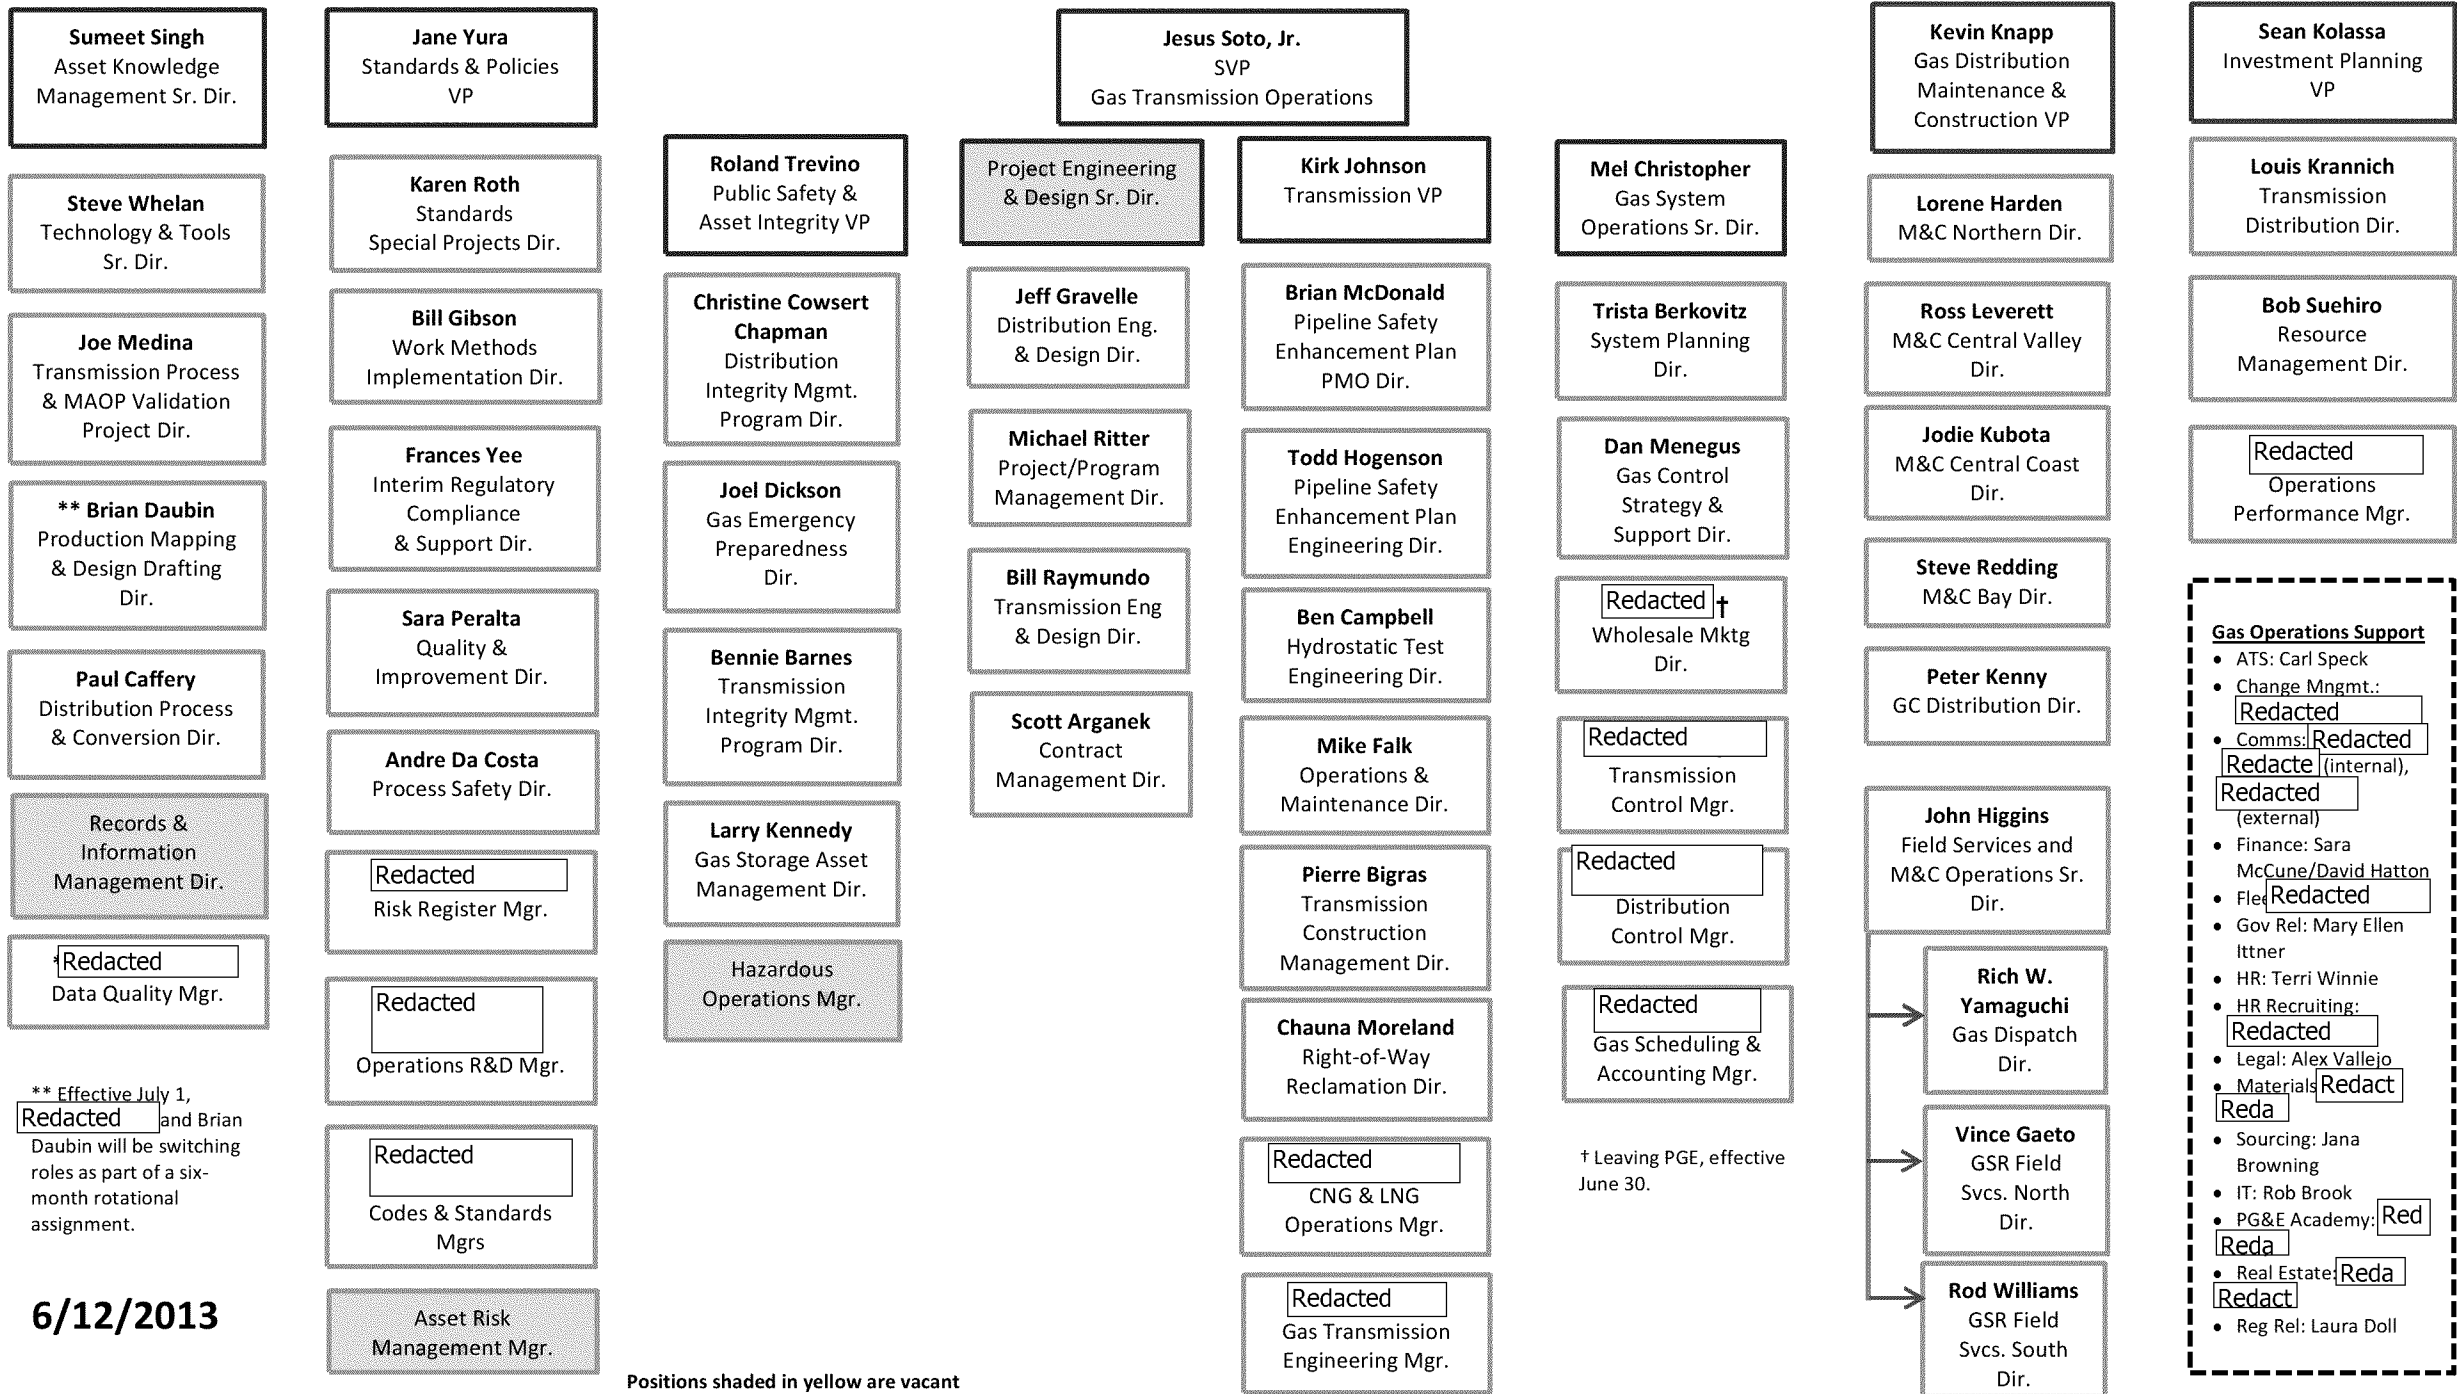 Sumeet Singh
Asset Knowledge
Management Sr. Dir.
Steve Whelan
Technology & Tools
Sr. Dir.
Joe Medina
Transmission Process
& MAOP Validation
Project Dir.
** Brian Daubin
Production Mapping
& Design Drafting
Dir.
Paul Caffery
Distribution Process
& Conversion Dir.
Records &
Information
Management Dir.
*Redacted
Data Quality Mgr.
** Effective July 1,
Redacted and Brian
Daubin will be switching
roles as part of a six-
month rotational
assignment.
6/12/2013
Jane Yura
Standards & Policies
VP
Karen Roth
Standards
Special Projects Dir.
Bill Gibson
Work Methods
Implementation Dir.
Frances Yee
Interim Regulatory
Compliance
& Support Dir.
Sara Peralta
Quality &
Improvement Dir.
Andre Da Costa
Process Safety Dir.
Redacted
Risk Register Mgr.
Redacted
Operations R&D Mgr.
Redacted
Codes & Standards
Mgrs
Asset Risk
Management Mgr.
Jesus Soto, Jr.
SVP
Gas Transmission Operations
Roland Trevino
Public Safety &
Asset Integrity VP
Christine Cowsert
Chapman
Distribution
Integrity Mgmt.
Program Dir.
Joel Dickson
Gas Emergency
Preparedness
Dir.
Bennie Barnes
Transmission
Integrity Mgmt.
Program Dir.
Larry Kennedy
Gas Storage Asset
Management Dir.
Hazardous
Operations Mgr.
Project Engineering
& Design Sr. Dir.
Jeff Gravelle
Distribution Eng.
& Design Dir.
Michael Ritter
Project/Program
Management Dir.
Bill Raymundo
Transmission Eng
& Design Dir.
Scott Arganek
Contract
Management Dir.
Kirk Johnson
Transmission VP
Brian McDonald
Pipeline Safety
Enhancement Plan
PMO Dir.
Todd Hogenson
Pipeline Safety
Enhancement Plan
Engineering Dir.
Ben Campbell
Hydrostatic Test
Engineering Dir.
Mike Falk
Operations &
Maintenance Dir.
Pierre Bigras
Transmission
Construction
Management Dir.
Chauna Moreland
Right-of-Way
Reclamation Dir.
Redacted
CNG & LNG
Operations Mgr.
Redacted
Gas Transmission
Engineering Mgr.
Mel Christopher
Gas System
Operations Sr. Dir.
Trista Berkovitz
System Planning
Dir.
Dan Menegus
Gas Control
Strategy &
Support Dir.
Redacted †
Wholesale Mktg
Dir.
Redacted
Transmission
Control Mgr.
Redacted
Distribution
Control Mgr.
Redacted
Gas Scheduling &
Accounting Mgr.
† Leaving PGE, effective
June 30.
Kevin Knapp
Gas Distribution
Maintenance &
Construction VP
Lorene Harden
M&C Northern Dir.
Ross Leverett
M&C Central Valley
Dir.
Jodie Kubota
M&C Central Coast
Dir.
Steve Redding
M&C Bay Dir.
Peter Kenny
GC Distribution Dir.
John Higgins
Field Services and
M&C Operations Sr.
Dir.
Rich W.
Yamaguchi
Gas Dispatch
Dir.
Vince Gaeto
GSR Field
Svcs. North
Dir.
Rod Williams
GSR Field
Svcs. South
Dir.
Sean Kolassa
Investment Planning
VP
Louis Krannich
Transmission
Distribution Dir.
Bob Suehiro
Resource
Management Dir.
Redacted
Operations
Performance Mgr.
Gas Operations Support
• ATS: Carl Speck
• Change Mngmt.:
Redacted
• Comms: Redacted
Redacte (internal),
Redacted
(external)
• Finance: Sara
McCune/David Hatton
• Flee Redacted
• Gov Rel: Mary Ellen
Ittner
• HR: Terri Winnie
• HR Recruiting:
Redacted
• Legal: Alex Vallejo
• Materials Redact
Reda
• Sourcing: Jana
Browning
• IT: Rob Brook
• PG&E Academy: Red
Reda
• Real Estate: Reda
Redact
• Reg Rel: Laura Doll
Positions shaded in yellow are vacant